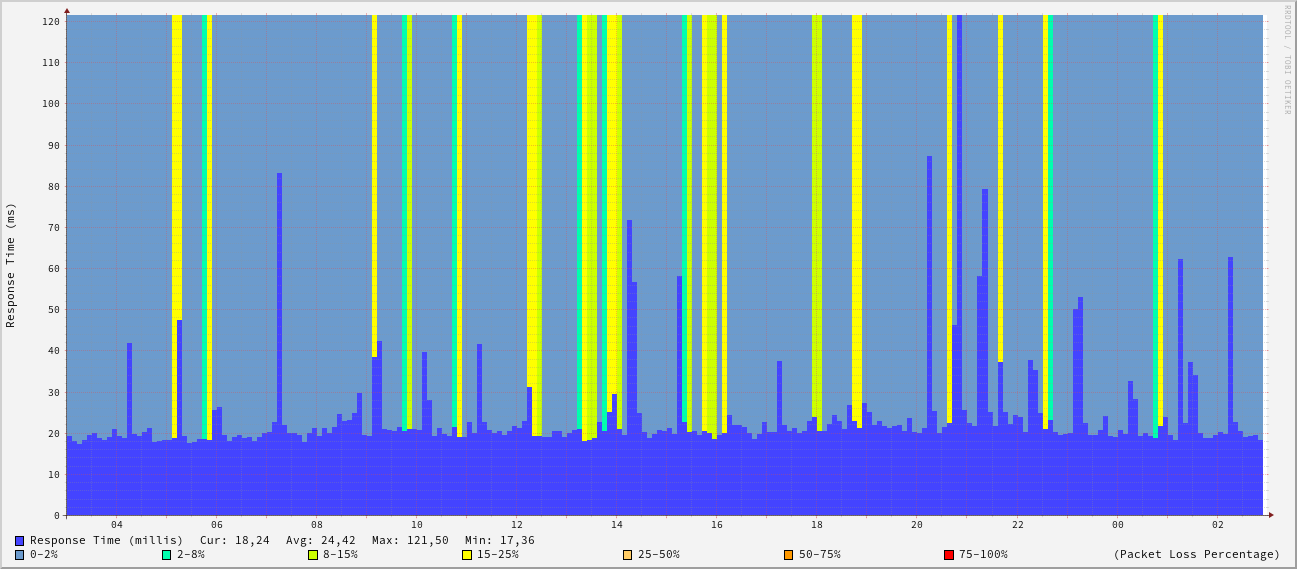 RRDTOOL / TOBI OETIKER
Response Time (ms)
120
110
100
90
80
70
60
50
40
30
20
10
0
04 06 08 10 12 14 16 18 20 22 00 02
Response Time (millis) Cur: 18,24 Avg: 24,42 Max: 121,50 Min: 17,36
0-2% 2-8% 8-15% 15-25% 25-50% 50-75% 75-100% (Packet Loss Percentage)